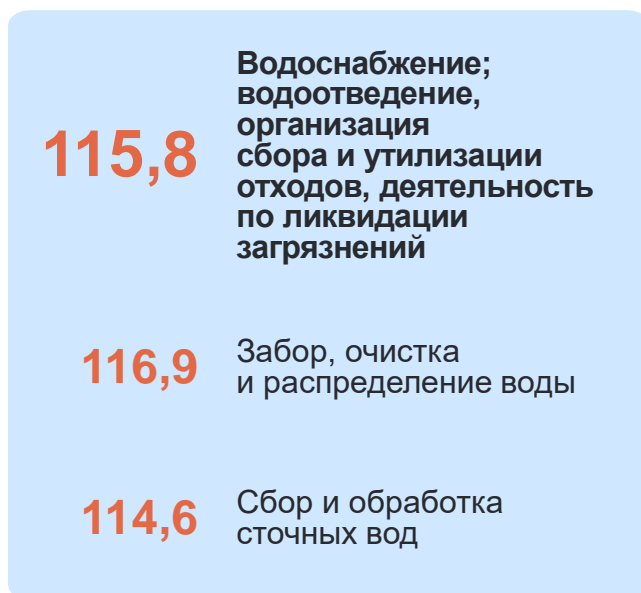 115,8
Водоснабжение;
водоотведение,
организация
сбора и утилизации
отходов, деятельность
по ликвидации
загрязнений
116,9
Забор, очистка
и распределение воды
114,6
Сбор и обработка
сточных вод